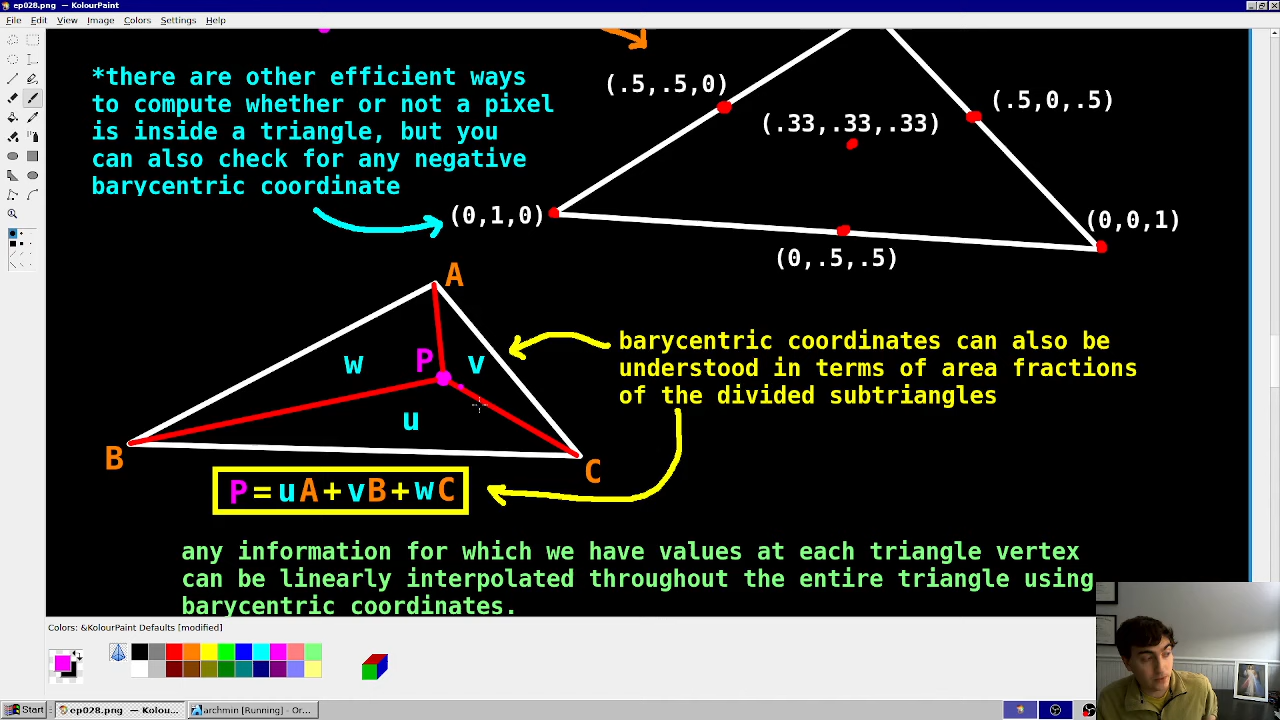 ep028.png — KolourPaint
File Edit View Image Colors Settings Help
*there are other efficient ways
to compute whether or not a pixel
is inside a triangle, but you
can also check for any negative
barycentric coordinate
(.5,.5,0)
(.5,0,.5)
(.33,.33,.33)
(0,1,0)
(0,0,1)
(0,.5,.5)
A
w
P
v
u
B
C
barycentric coordinates can also be
understood in terms of area fractions
of the divided subtriangles
P=uA+vB+wC
any information for which we have values at each triangle vertex
can be linearly interpolated throughout the entire triangle using
barycentric coordinates.
Colors: &KolourPaint Defaults [modified]
Start
ep028.png — Kolou...
archmin [Running] - Or...